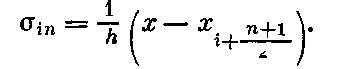 σ_{in} = \frac{1}{h} \left( x - x_{i+\frac{n+1}{2}} \right).